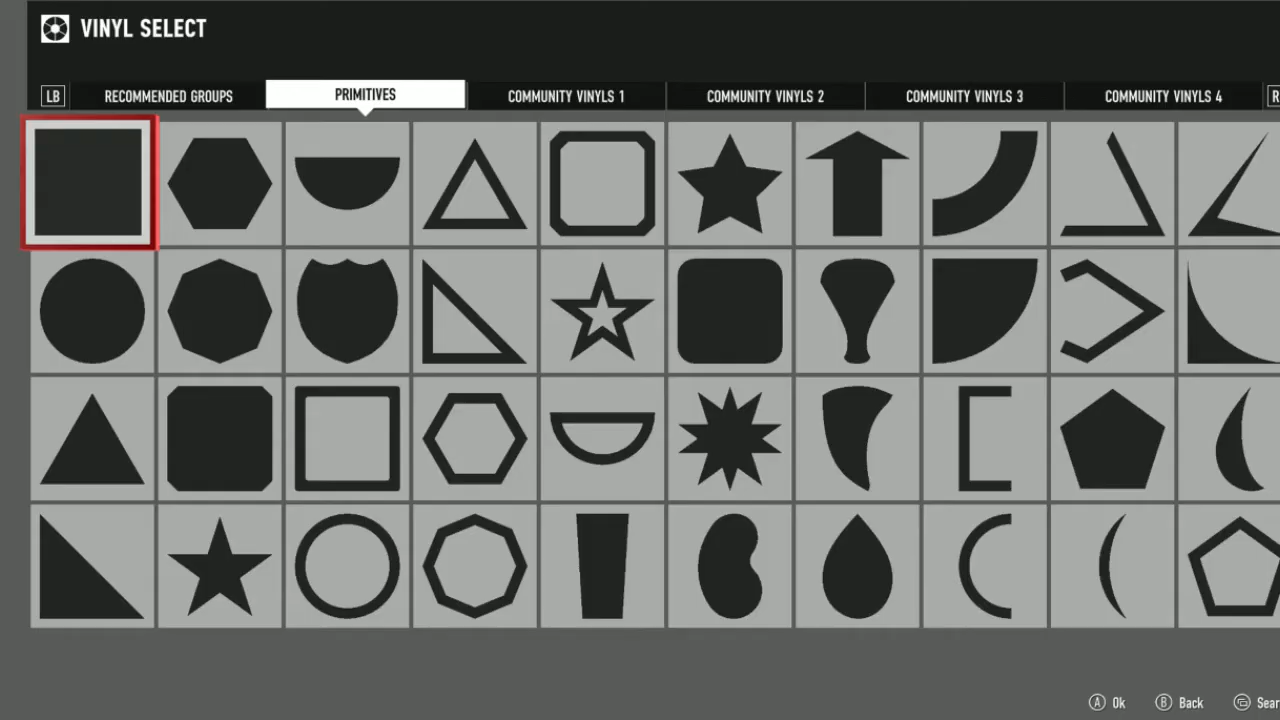 VINYL SELECT
LB RECOMMENDED GROUPS PRIMITIVES COMMUNITY VINYLS 1 COMMUNITY VINYLS 2 COMMUNITY VINYLS 3 COMMUNITY VINYLS 4 R
A Ok B Back Sear